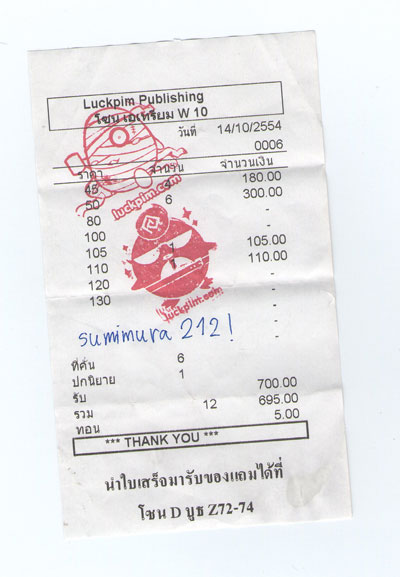 Luckpim Publishing
โซน เอเทรียม W 10
วันที่ 14/10/2554
0006
ราคา จำนวน จำนวนเงิน
45 4 180.00
50 6 300.00
80 -
100 -
105 1 105.00
110 1 110.00
120 -
130 -
luckpim.com
luckpim.com
sumimura 212!
ที่คั่น 6
ปกนิยาย 1
รับ 700.00
รวม 12 695.00
ทอน 5.00
*** THANK YOU ***
นำใบเสร็จมารับของแถมได้ที่
โซน D บูธ Z72-74